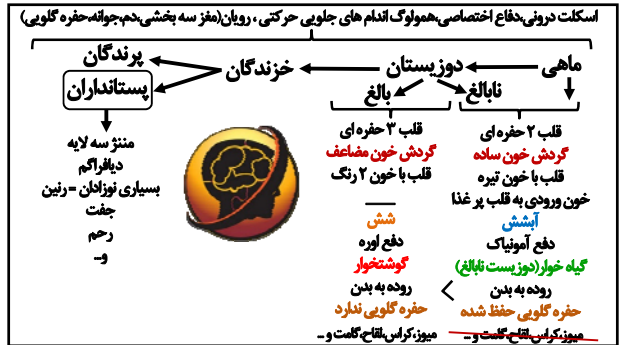 اسکلت درونی،دفاع اختصاصی،همولوگ اندام های جلویی حرکتی ، رویان(مغز سه بخشی،دم،جوانه،حفره گلویی)
ماهی
دوزیستان
خزندگان
پرندگان
پستانداران
نابالغ
بالغ
قلب ۲ حفره ای
گردش خون ساده
قلب با خون تیره
خون ورودی به قلب پر غذا
آبشش
دفع آمونیاک
گیاه خوار(دوزیست نابالغ)
روده به بدن
حفره گلویی حفظ شده
میوز،کراس،لقاح،گامت و ...
قلب ۳ حفره ای
گردش خون مضاعف
قلب با خون ۲ رنگ
__
شش
دفع اوره
گوشتخوار
< روده به بدن
حفره گلویی ندارد
میوز،کراس،لقاح،گامت و ...
مننژ سه لایه
دیافراگم
بسیاری نوزادان = رنین
جفت
رحم
و...